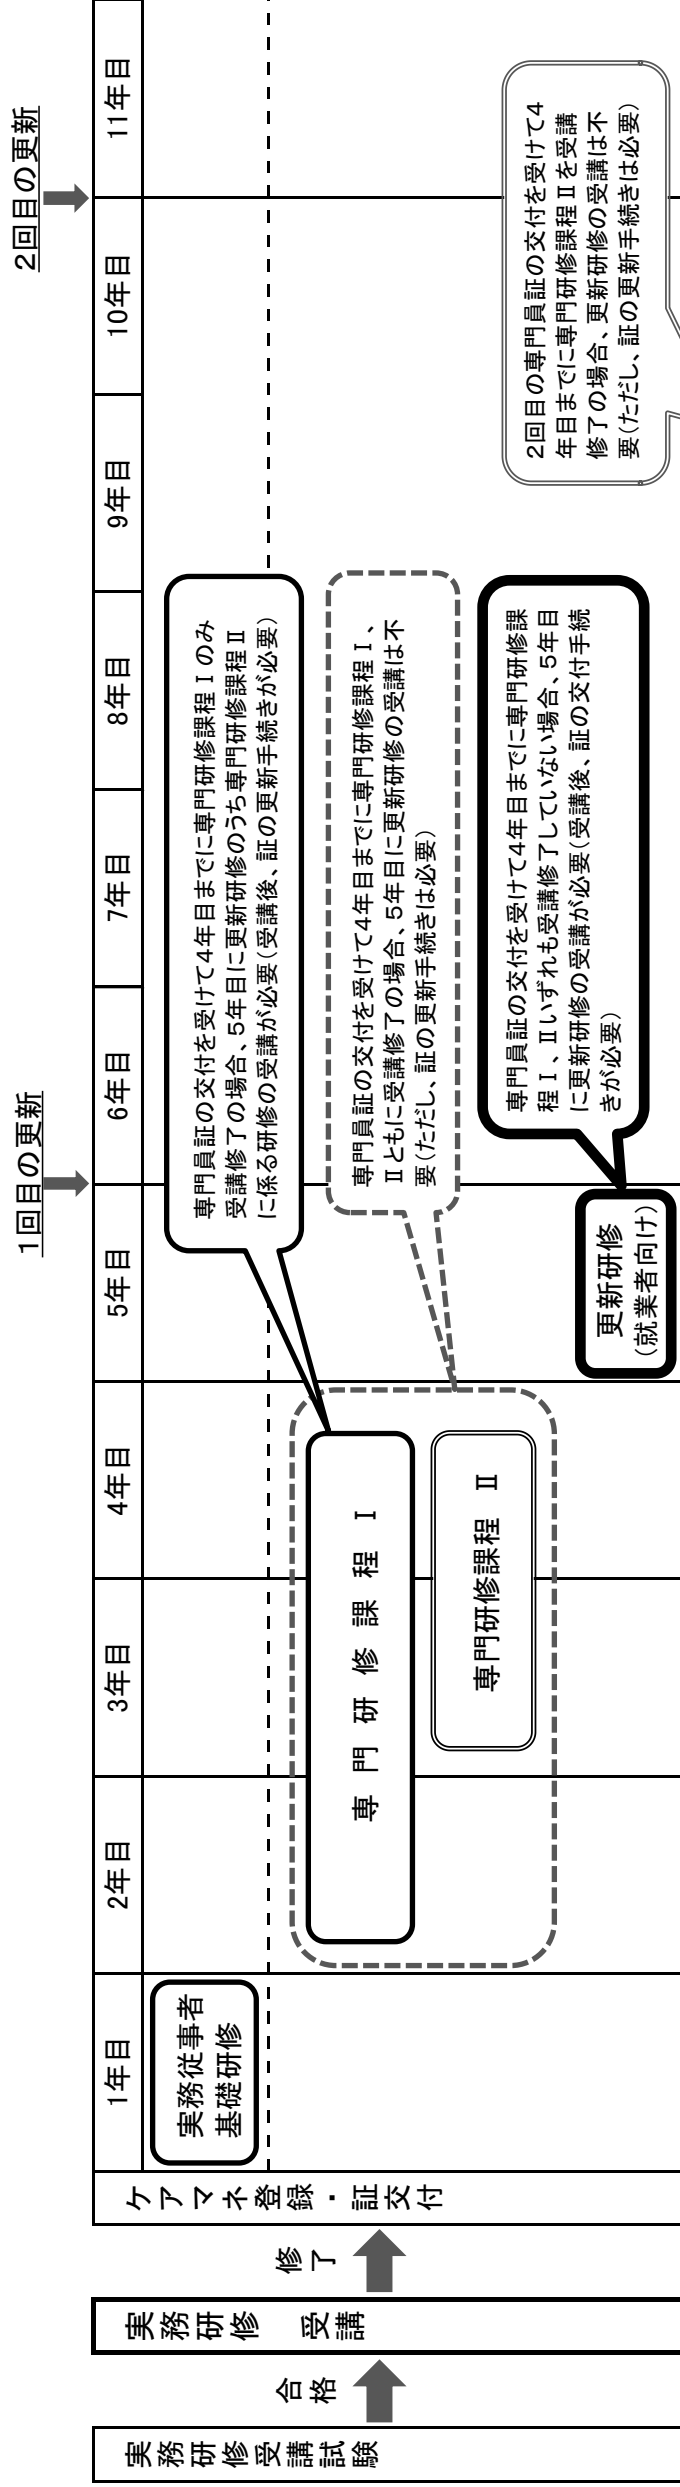 1回目の更新
2回目の更新
1年目
2年目
3年目
4年目
5年目
6年目
7年目
8年目
9年目
10年目
11年目
実務研修受講試験
合格
実務研修 受講
修了
ケアマネ登録・証交付
実務従事者
基礎研修
専門研修課程 Ⅰ
専門研修課程 Ⅱ
更新研修
(就業者向け)
専門員証の交付を受けて4年目までに専門研修課程Ⅰのみ
受講修了の場合、5年目に更新研修のうち専門研修課程Ⅱ
に係る研修の受講が必要(受講後、証の更新手続きが必要)
専門員証の交付を受けて4年目までに専門研修課程Ⅰ、
Ⅱともに受講修了の場合、5年目に更新研修の受講は不
要(ただし、証の更新手続きは必要)
専門員証の交付を受けて4年目までに専門研修課
程Ⅰ、Ⅱいずれも受講修了していない場合、5年目
に更新研修の受講が必要(受講後、証の交付手続
きが必要)
2回目の専門員証の交付を受けて4
年目までに専門研修課程Ⅱを受講
修了の場合、更新研修の受講は不
要(ただし、証の更新手続きは必要)